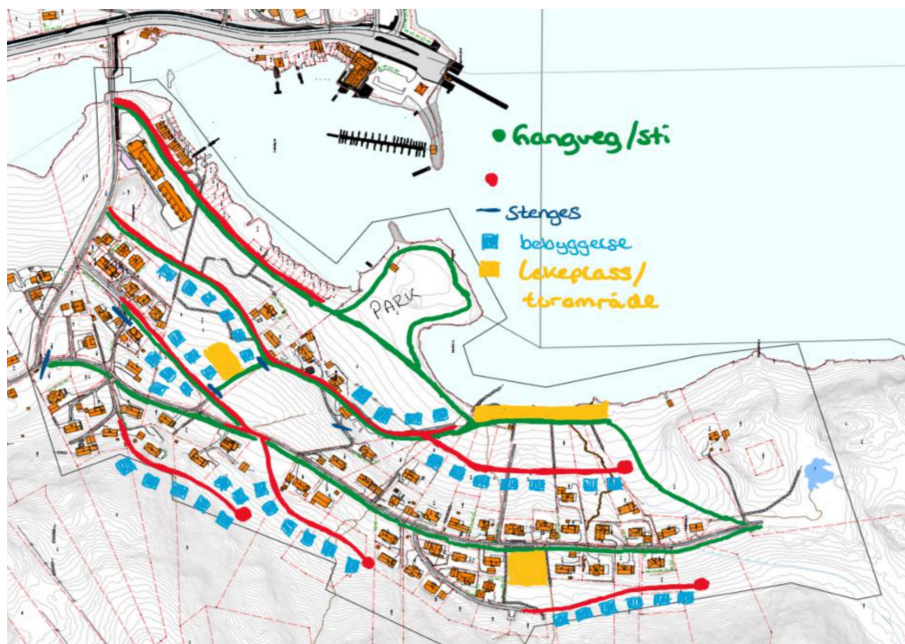 Gangveg/sti
stenges
bebyggelse
Lekeplass/
torområde
PARK